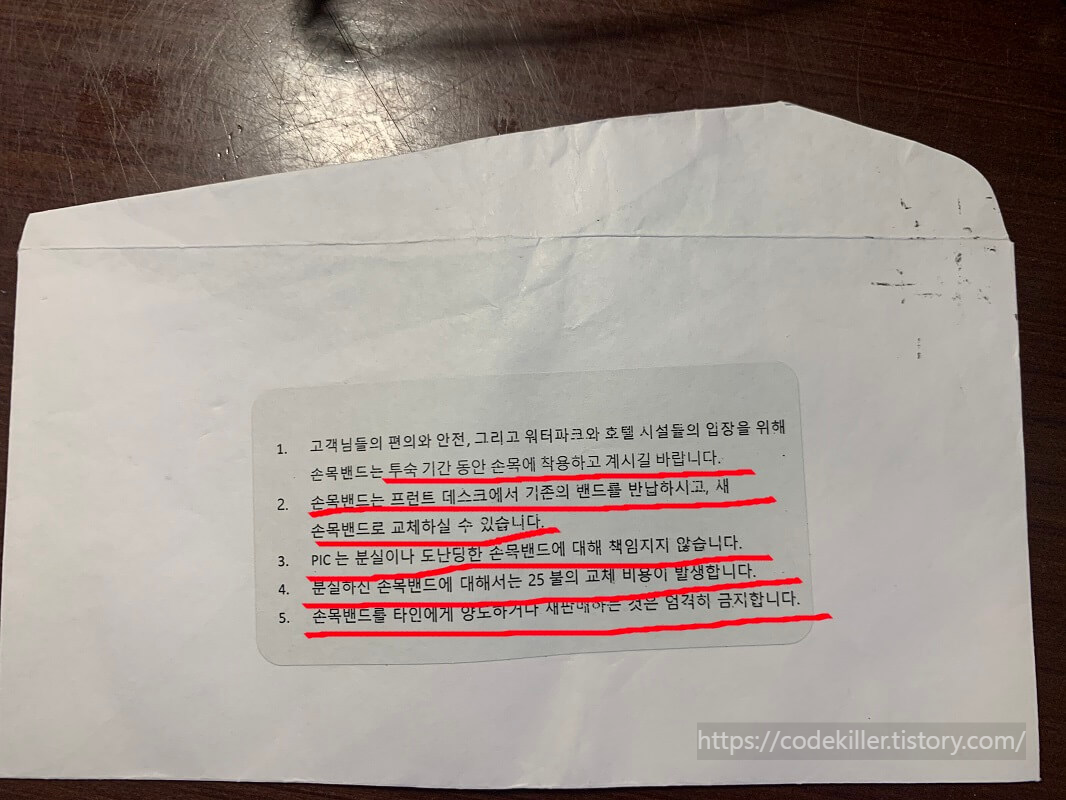 1. 고객님들의 편의와 안전, 그리고 워터파크와 호텔 시설들의 입장을 위해
손목밴드는 투숙 기간 동안 손목에 착용하고 계시길 바랍니다.
2. 손목밴드는 프런트 데스크에서 기존의 밴드를 반납하시고, 새
손목밴드로 교체하실 수 있습니다.
3. PIC 는 분실이나 도난당한 손목밴드에 대해 책임지지 않습니다.
4. 분실하신 손목밴드에 대해서는 25 불의 교체 비용이 발생합니다.
5. 손목밴드를 타인에게 양도하거나 재판매하는 것은 엄격히 금지합니다.
https://codekiller.tistory.com/